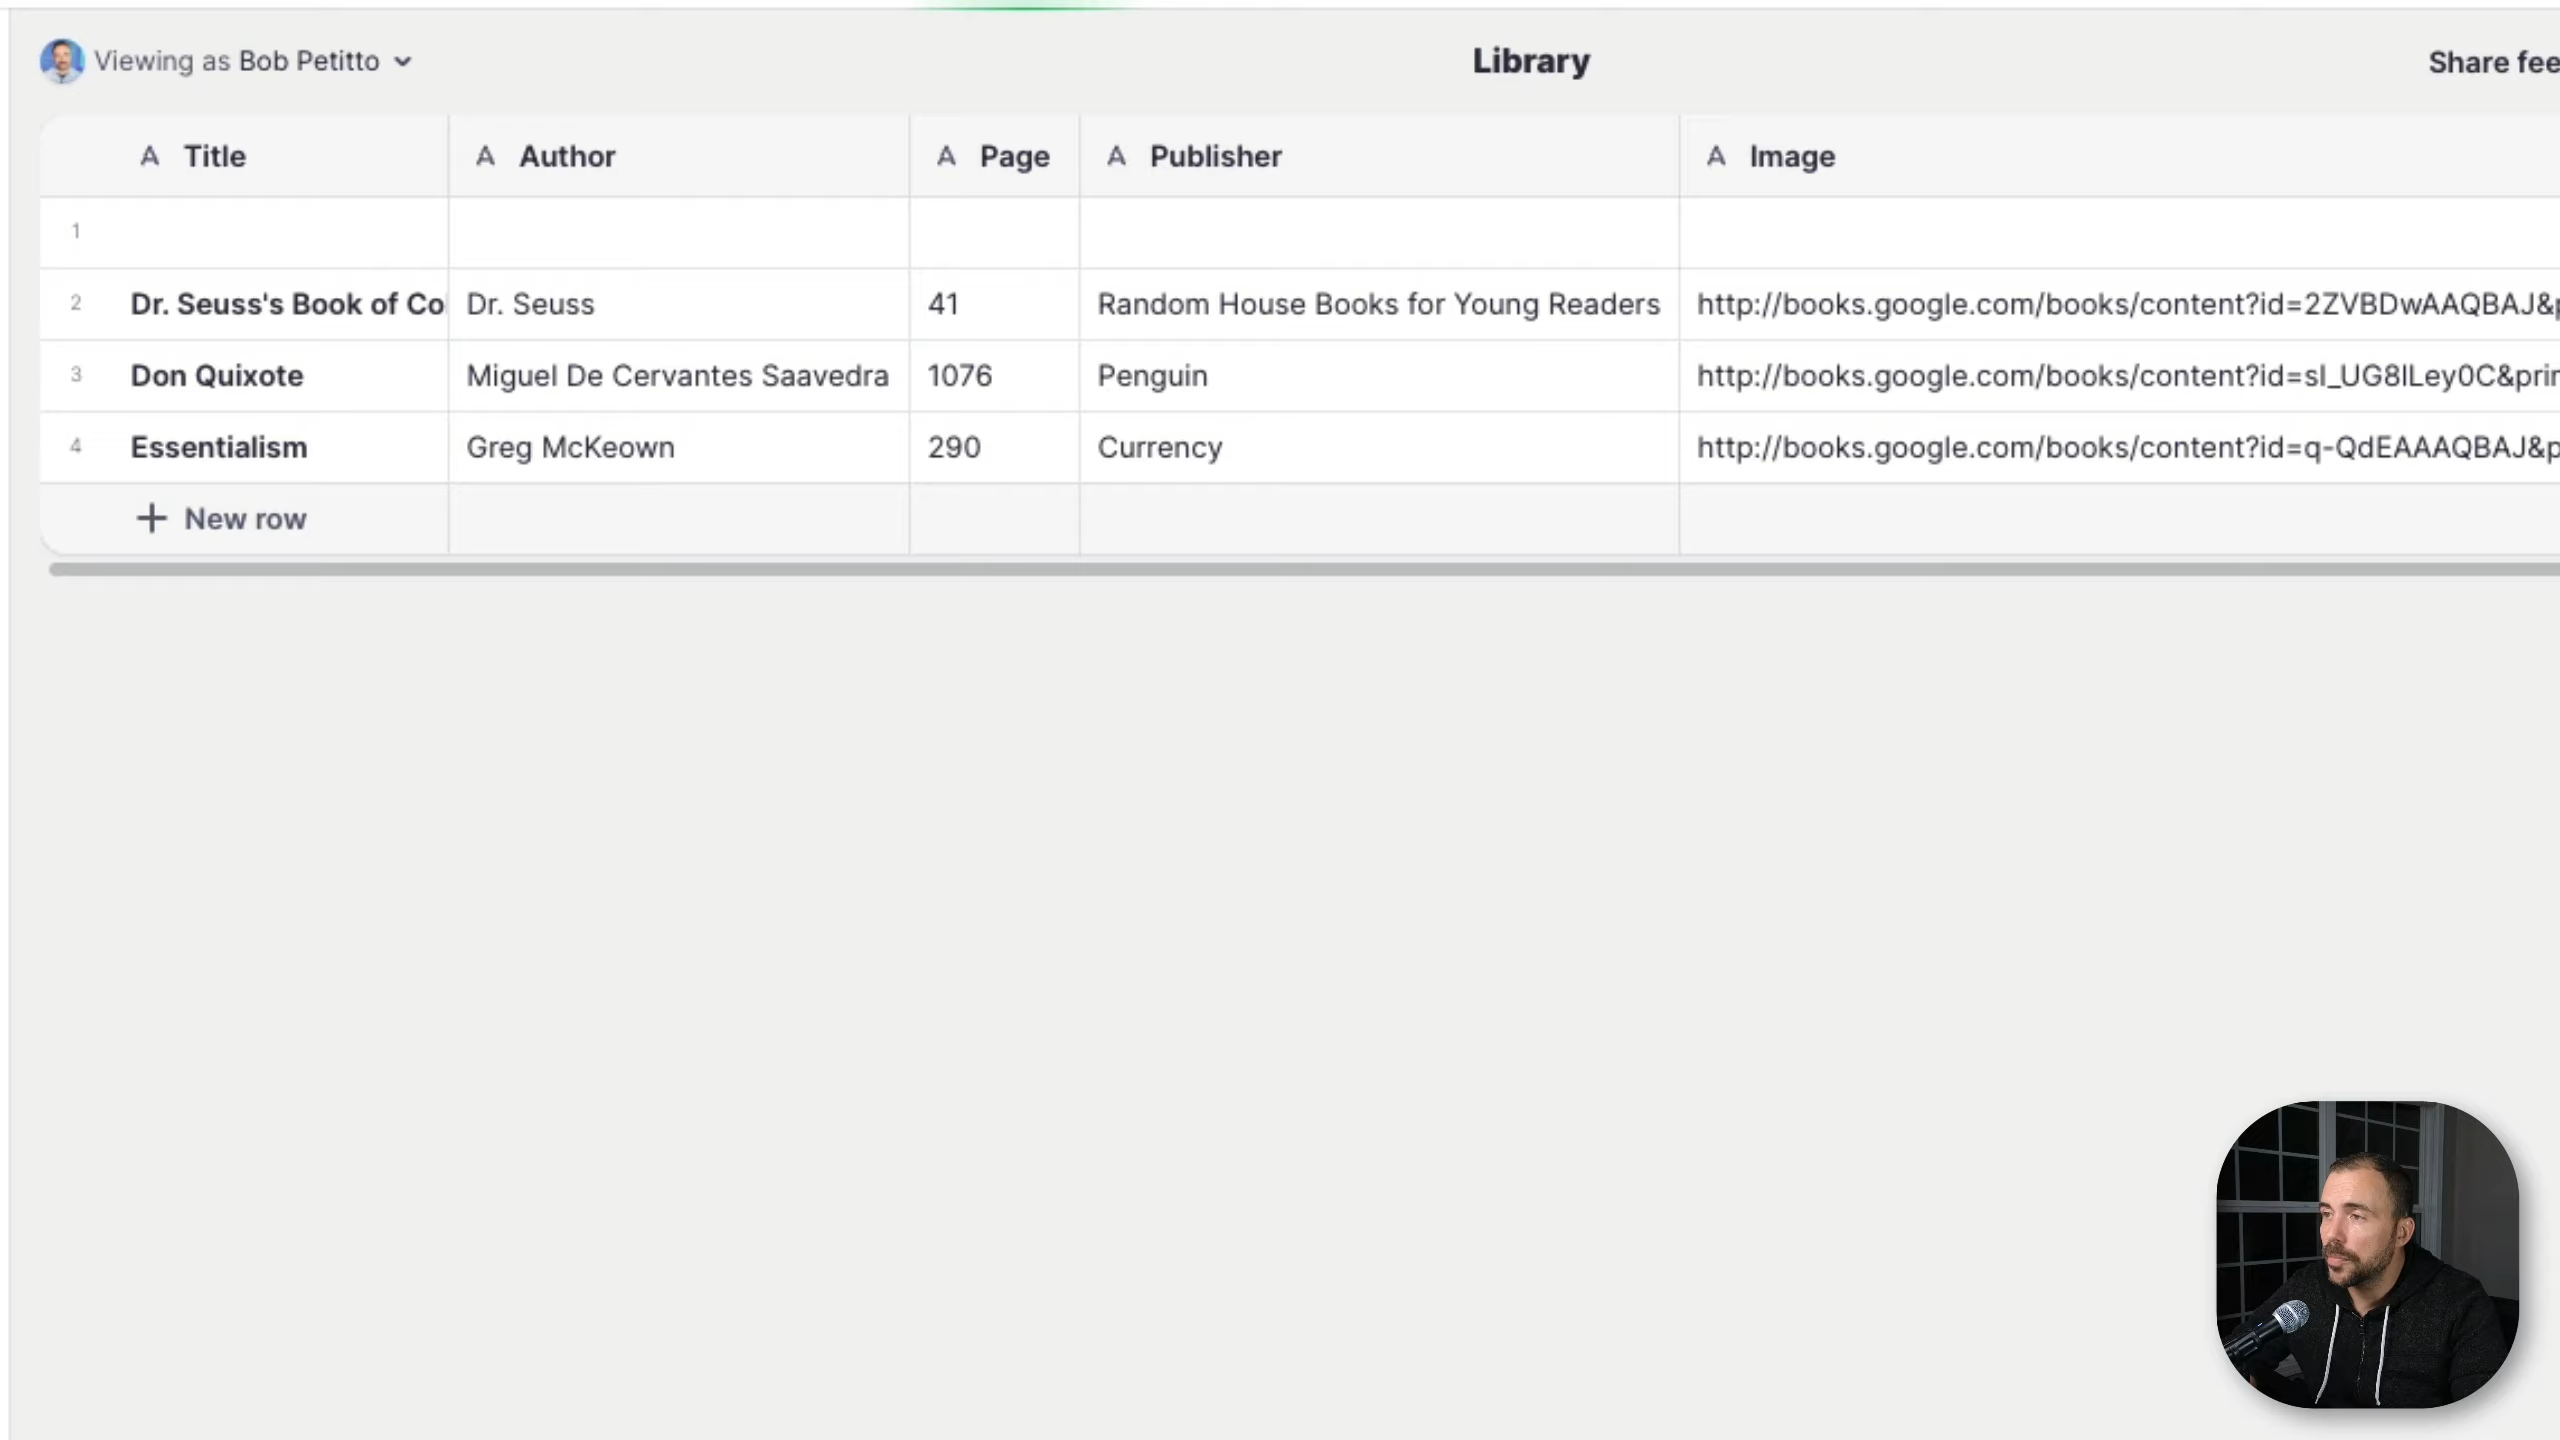 Viewing as Bob Petitto
Library
Share fee
A Title A Author A Page A Publisher A Image
1
2 Dr. Seuss's Book of Co Dr. Seuss 41 Random House Books for Young Readers http://books.google.com/books/content?id=2ZVBDwAAQBAJ&p
3 Don Quixote Miguel De Cervantes Saavedra 1076 Penguin http://books.google.com/books/content?id=sl_UG8lLey0C&prin
4 Essentialism Greg McKeown 290 Currency http://books.google.com/books/content?id=q-QdEAAAQBAJ&p
+ New row